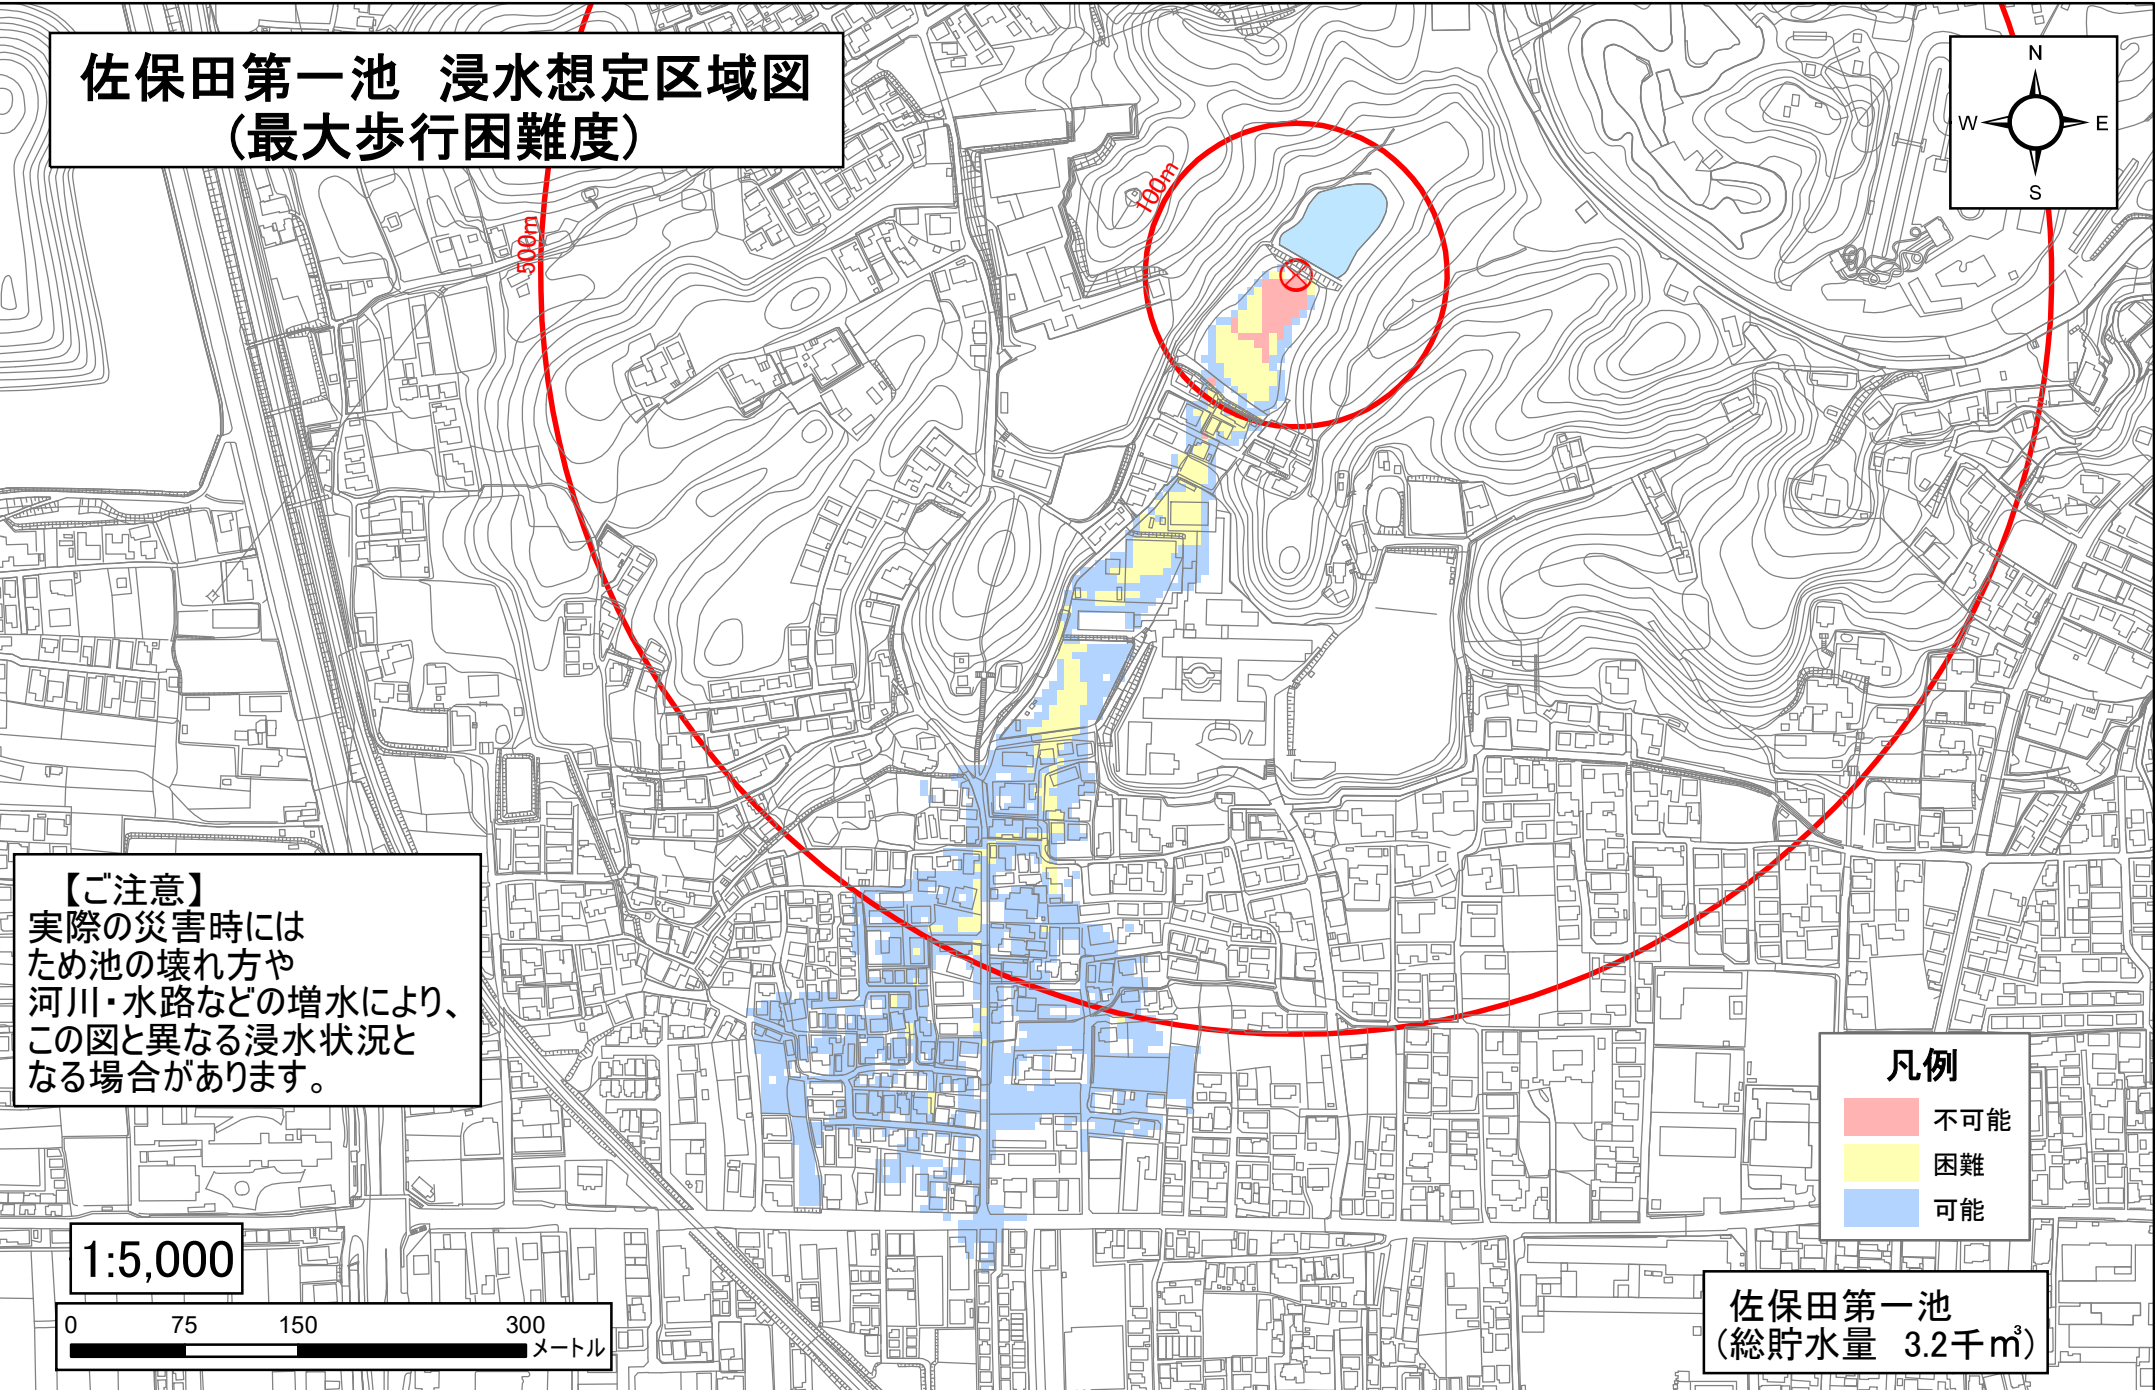 佐保田第一池　浸水想定区域図
(最大歩行困難度)
N
W E
S
100m
500m
【ご注意】
実際の災害時には
ため池の壊れ方や
河川・水路などの増水により、
この図と異なる浸水状況と
なる場合があります。
凡例
不可能
困難
可能
1:5,000
0 75 150 300
メートル
佐保田第一池
(総貯水量　3.2千㎥)